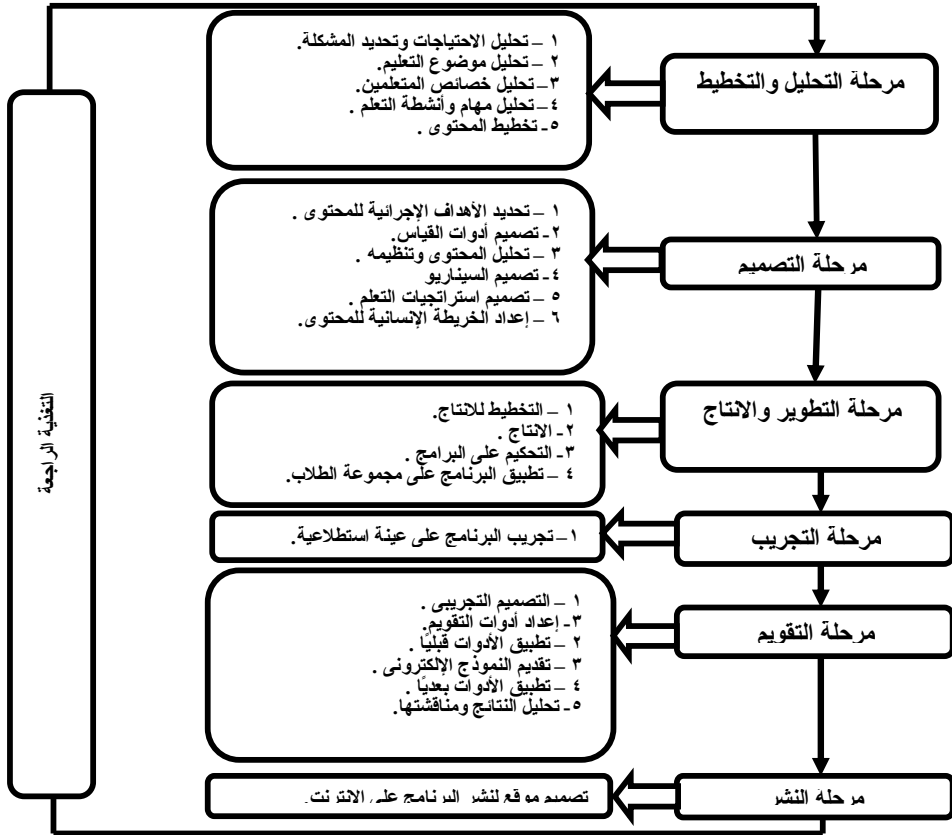 مرحلة التحليل والتخطيط
١ – تحليل الاحتياجات وتحديد المشكلة.
٢ – تحليل موضوع التعليم.
٣- تحليل خصائص المتعلمين.
٤– تحليل مهام وأنشطة التعلم .
٥- تخطيط المحتوى .
مرحلة التصميم
١ – تحديد الأهداف الإجرائية للمحتوى .
٢- تصميم أدوات القياس.
٣ – تحليل المحتوى وتنظيمه .
٤- تصميم السيناريو
٥ – تصميم استراتجيات التعلم .
٦ – إعداد الخريطة الإنسانية للمحتوى.
مرحلة التطوير والانتاج
١ – التخطيط للانتاج.
٢- الانتاج .
٣- التحكيم على البرامج .
٤ – تطبيق البرنامج على مجموعة الطلاب.
مرحلة التجريب
١– تجريب البرنامج على عينة استطلاعية.
مرحلة التقويم
١ – التصميم التجريبى .
٣- إعداد أدوات التقويم.
٢ – تطبيق الأدوات قبليًا .
٣ – تقديم النموذج الإلكترونى .
٤ – تطبيق الأدوات بعديًا .
٥- تحليل النتائج ومناقشتها.
مرحلة النشر
تصميم موقع لنشر البرنامج على الانترنت.
التغذية الراجعة